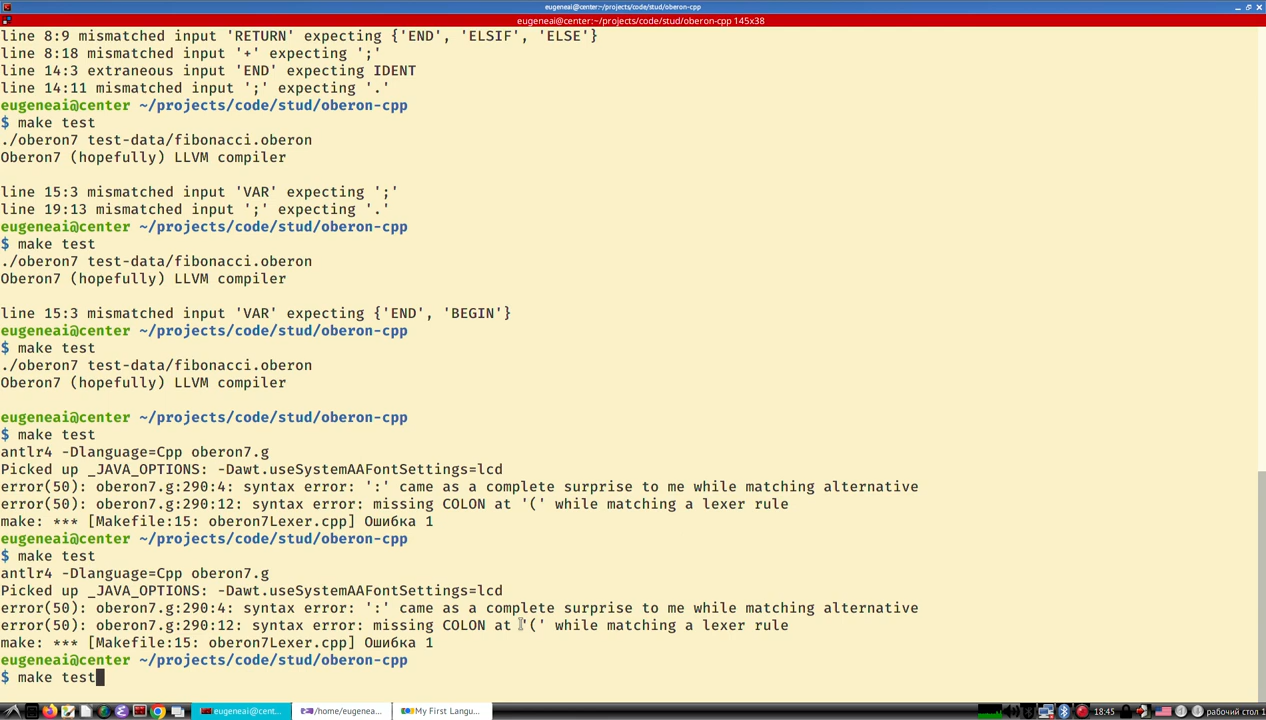 eugeneai@center:~/projects/code/stud/oberon-cpp
eugeneai@center:~/projects/code/stud/oberon-cpp 145x38
line 8:9 mismatched input 'RETURN' expecting {'END', 'ELSIF', 'ELSE'}
line 8:18 mismatched input '+' expecting ';'
line 14:3 extraneous input 'END' expecting IDENT
line 14:11 mismatched input ';' expecting '.'
eugeneai@center ~/projects/code/stud/oberon-cpp
$ make test
./oberon7 test-data/fibonacci.oberon
Oberon7 (hopefully) LLVM compiler
line 15:3 mismatched input 'VAR' expecting ';'
line 19:13 mismatched input ';' expecting '.'
eugeneai@center ~/projects/code/stud/oberon-cpp
$ make test
./oberon7 test-data/fibonacci.oberon
Oberon7 (hopefully) LLVM compiler
line 15:3 mismatched input 'VAR' expecting {'END', 'BEGIN'}
eugeneai@center ~/projects/code/stud/oberon-cpp
$ make test
./oberon7 test-data/fibonacci.oberon
Oberon7 (hopefully) LLVM compiler
eugeneai@center ~/projects/code/stud/oberon-cpp
$ make test
antlr4 -Dlanguage=Cpp oberon7.g
Picked up _JAVA_OPTIONS: -Dawt.useSystemAAFontSettings=lcd
error(50): oberon7.g:290:4: syntax error: ':' came as a complete surprise to me while matching alternative
error(50): oberon7.g:290:12: syntax error: missing COLON at '(' while matching a lexer rule
make: *** [Makefile:15: oberon7Lexer.cpp] Ошибка 1
eugeneai@center ~/projects/code/stud/oberon-cpp
$ make test
antlr4 -Dlanguage=Cpp oberon7.g
Picked up _JAVA_OPTIONS: -Dawt.useSystemAAFontSettings=lcd
error(50): oberon7.g:290:4: syntax error: ':' came as a complete surprise to me while matching alternative
error(50): oberon7.g:290:12: syntax error: missing COLON at '(' while matching a lexer rule
make: *** [Makefile:15: oberon7Lexer.cpp] Ошибка 1
eugeneai@center ~/projects/code/stud/oberon-cpp
$ make test
eugeneai@cent... /home/eugenea... My First Langu... 18:45 рабочий стол 1